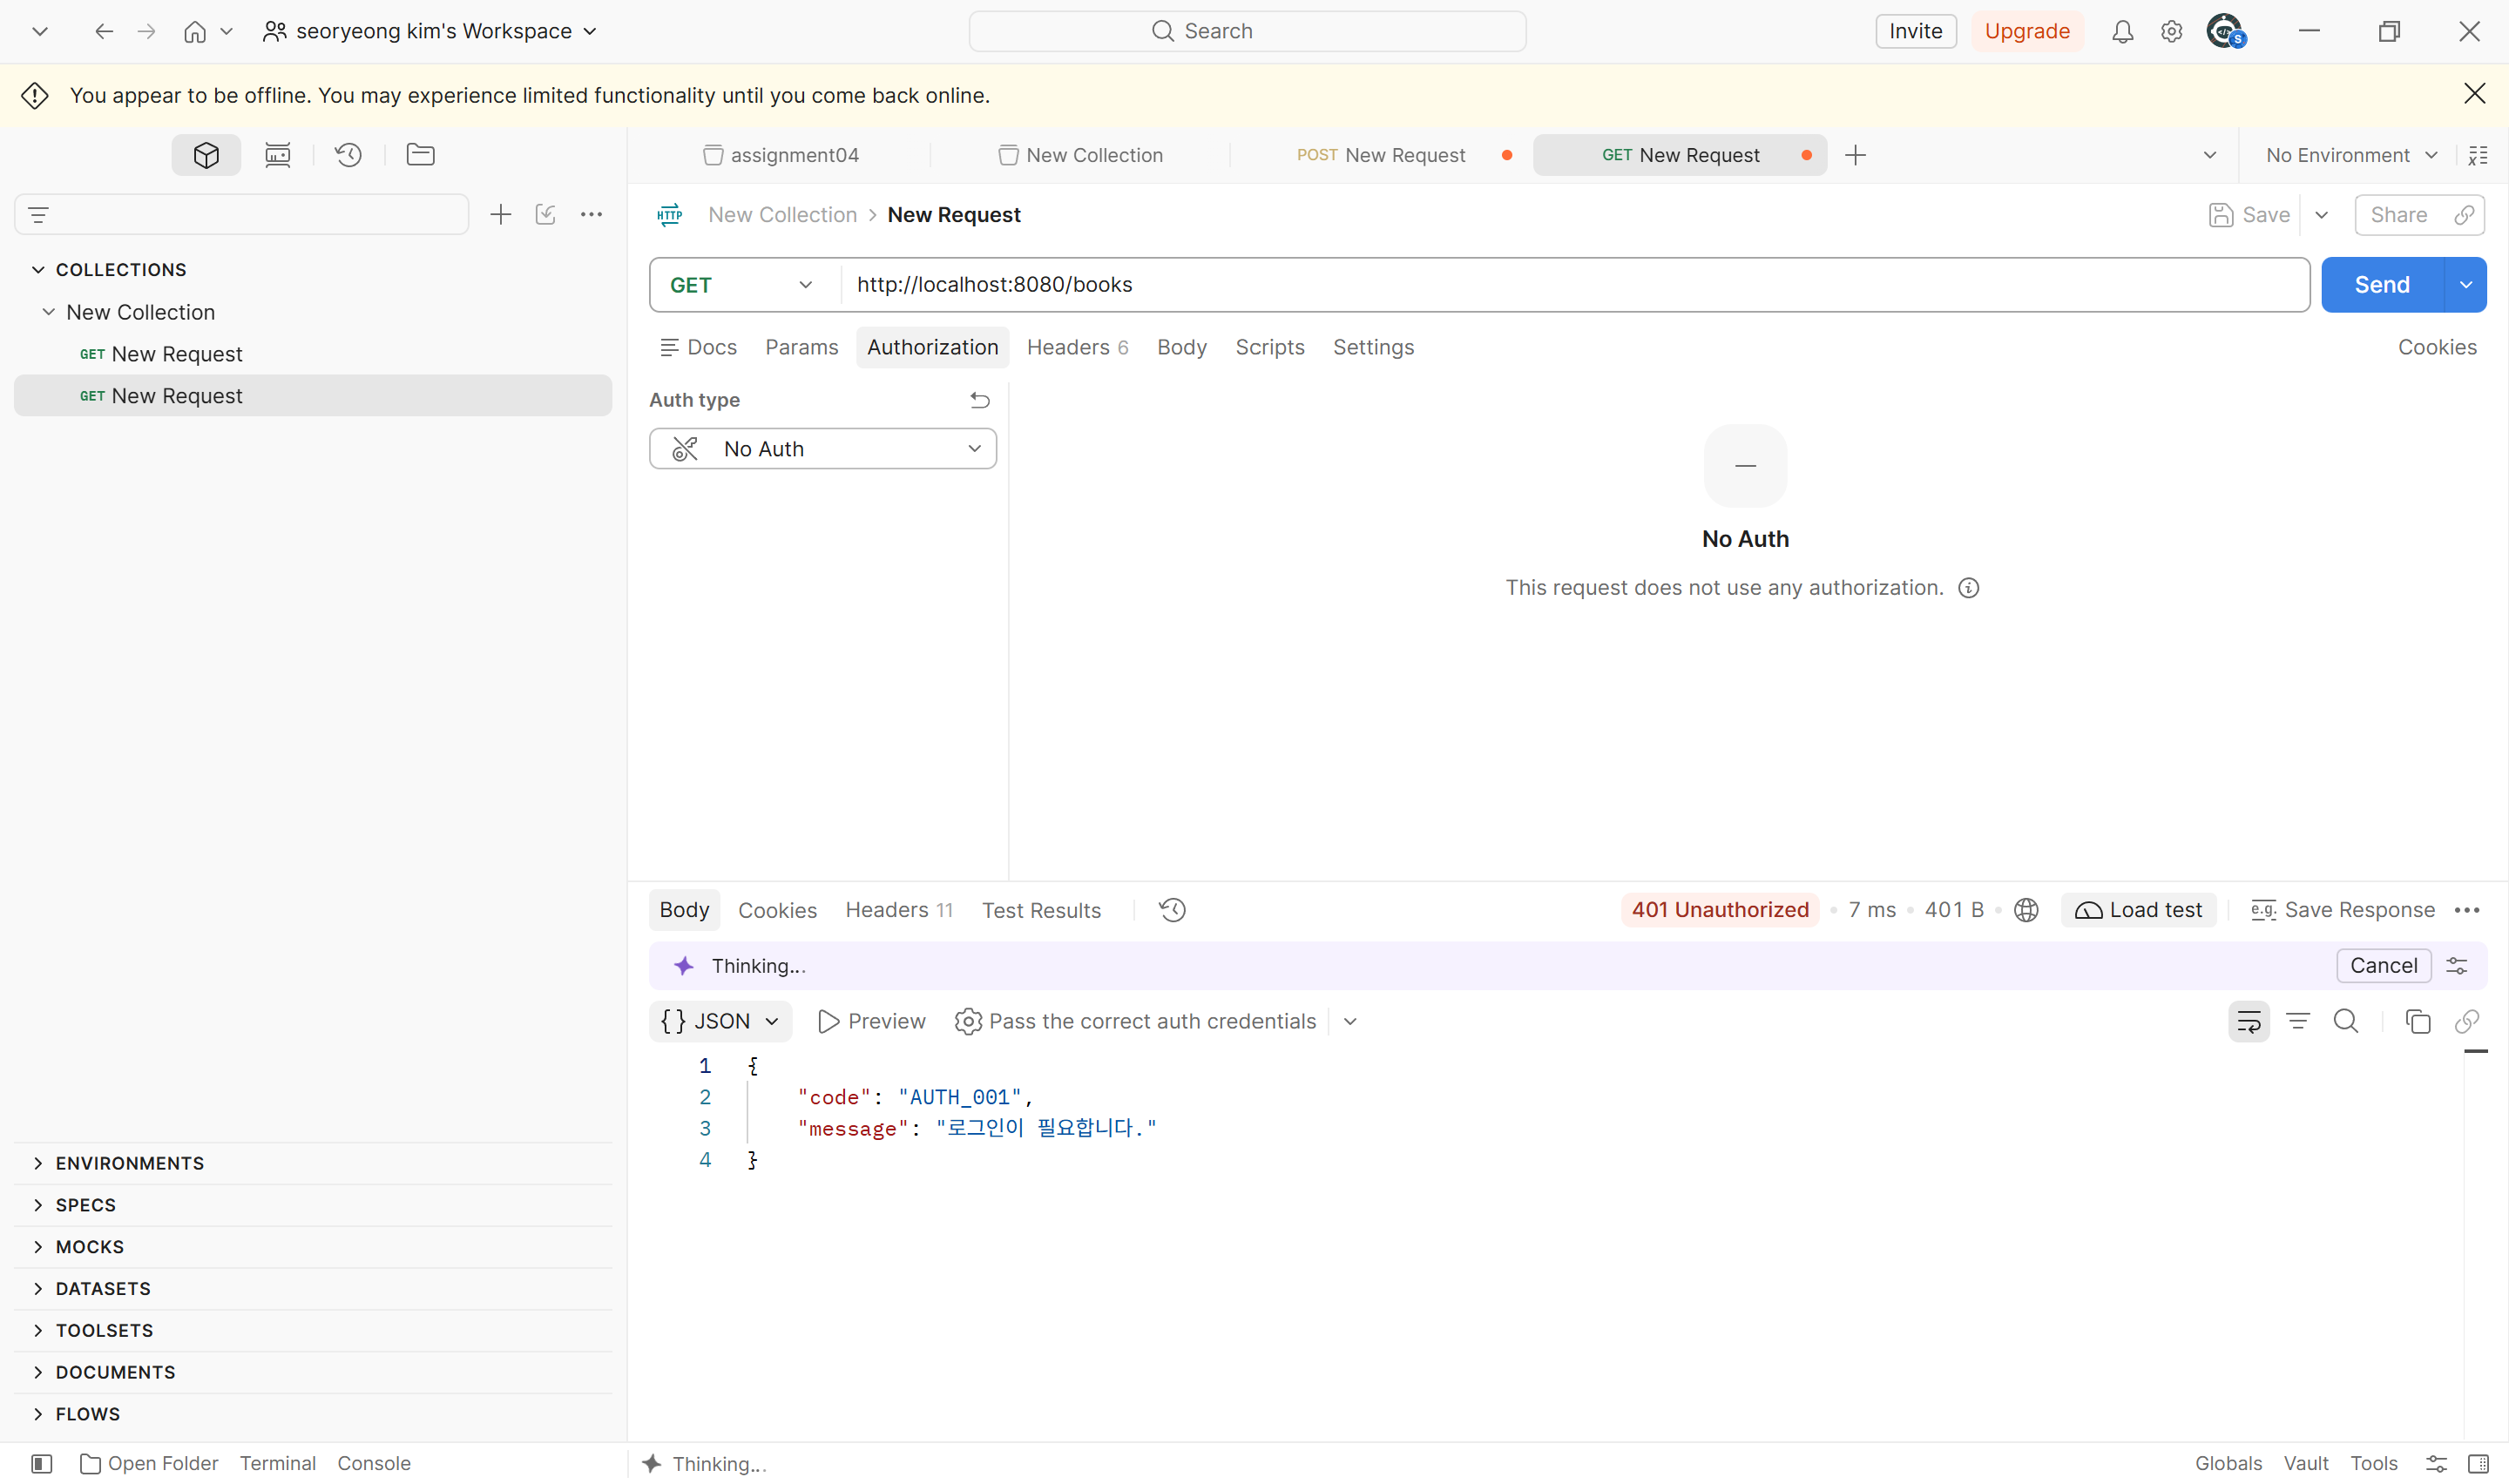 seoryeong kim's Workspace
Search
Invite
Upgrade
You appear to be offline. You may experience limited functionality until you come back online.
assignment04
New Collection
POST New Request
GET New Request
No Environment
COLLECTIONS
New Collection
GET New Request
GET New Request
HTTP
New Collection > New Request
Save
Share
GET
http://localhost:8080/books
Send
Docs
Params
Authorization
Headers 6
Body
Scripts
Settings
Cookies
Auth type
No Auth
No Auth
This request does not use any authorization.
Body
Cookies
Headers 11
Test Results
401 Unauthorized
7 ms
401 B
Load test
e.g. Save Response
Thinking...
Cancel
{ } JSON
Preview
Pass the correct auth credentials
1 {
2 "code": "AUTH_001",
3 "message": "로그인이 필요합니다."
4 }
ENVIRONMENTS
SPECS
MOCKS
DATASETS
TOOLSETS
DOCUMENTS
FLOWS
Open Folder
Terminal
Console
Thinking...
Globals
Vault
Tools